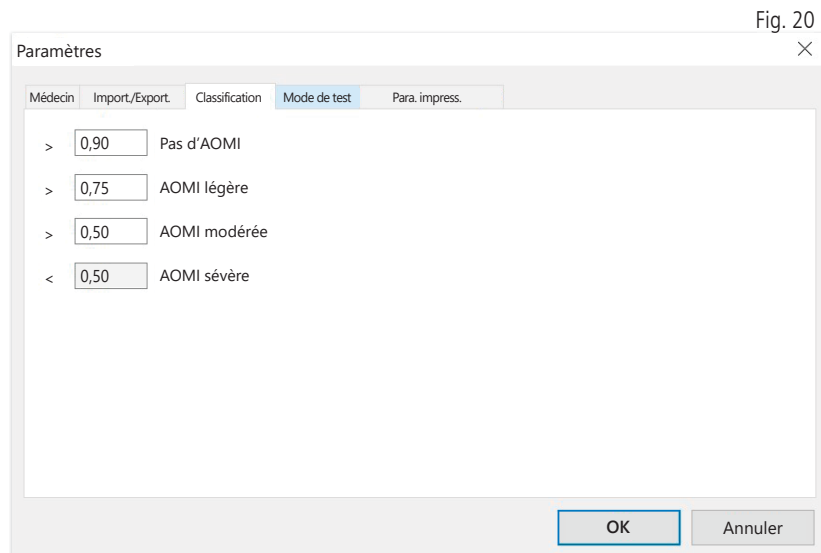 Fig. 20
Paramètres
Médecin Import./Export. Classification Mode de test Para. impress.
> 0,90 Pas d’AOMI
> 0,75 AOMI légère
> 0,50 AOMI modérée
< 0,50 AOMI sévère
OK Annuler